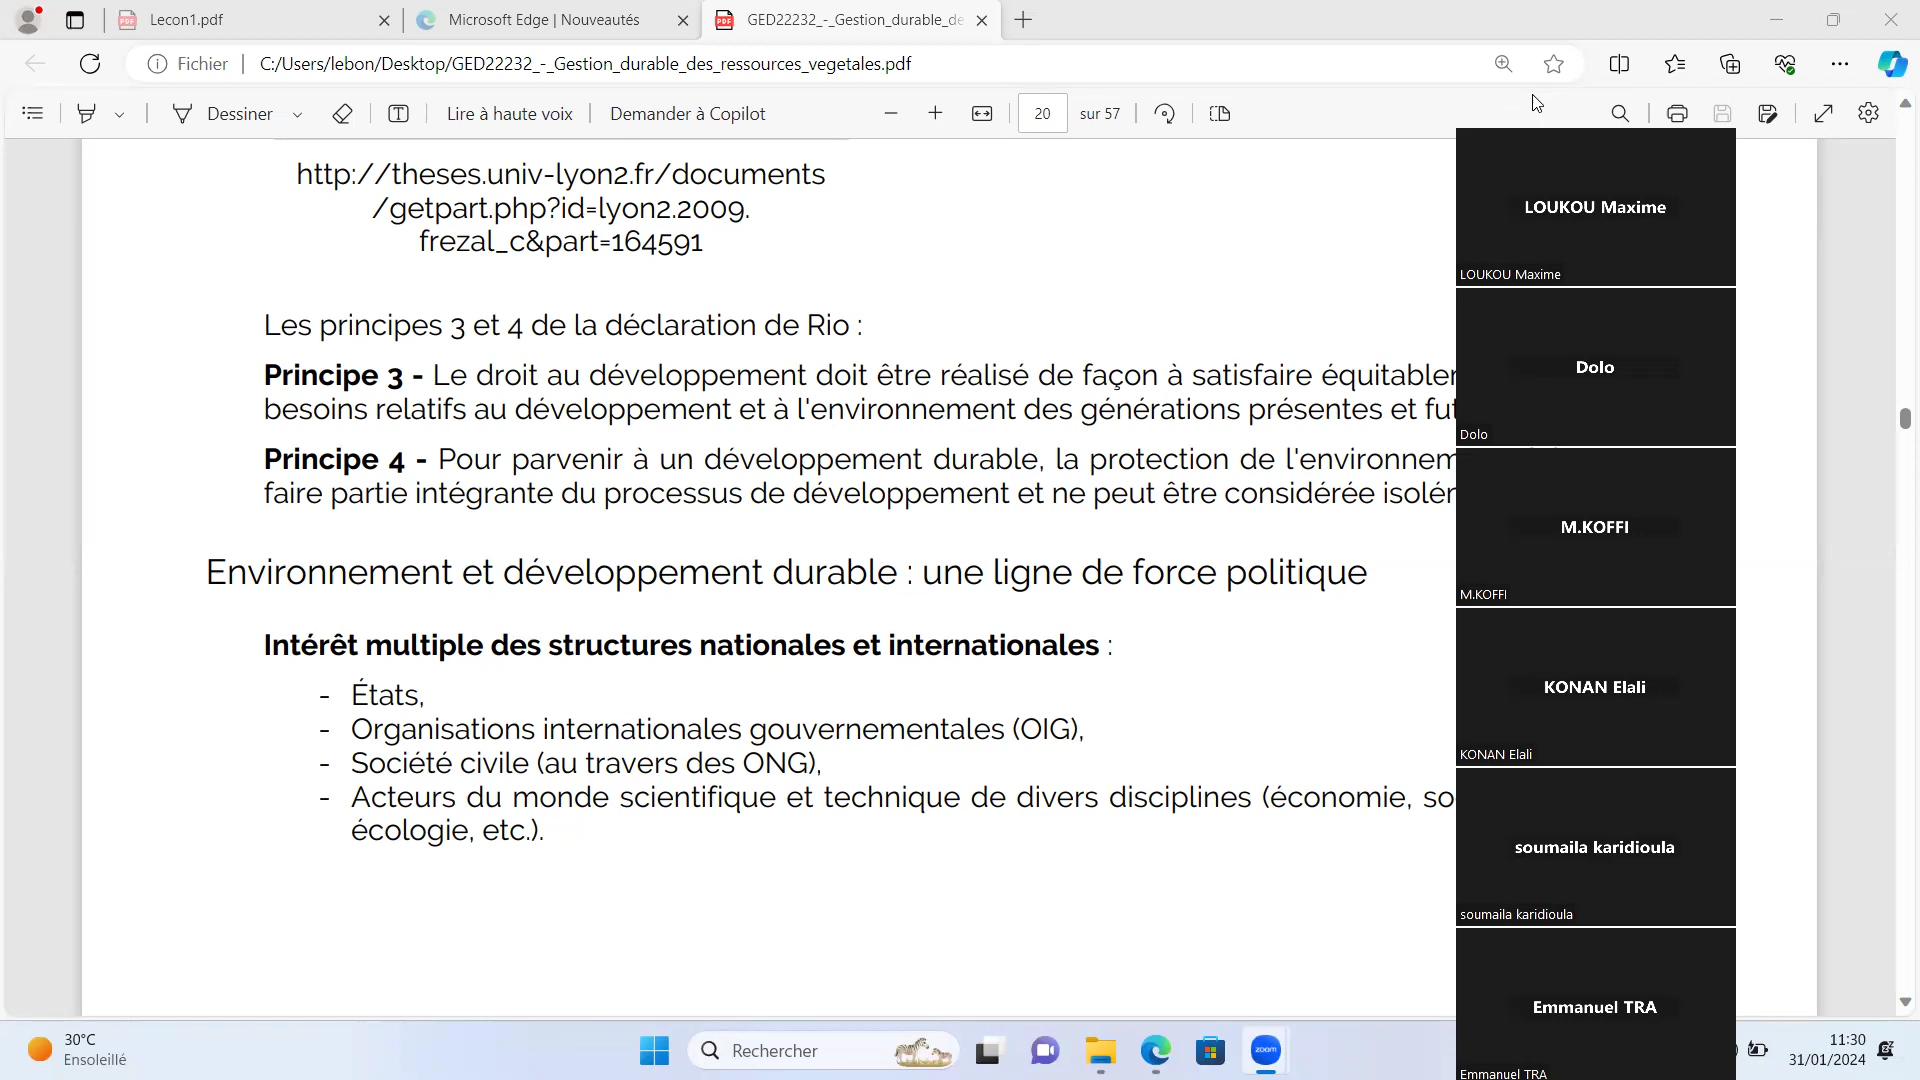 Lecon1.pdf
Microsoft Edge | Nouveautés
GED22232_-_Gestion_durable_de
Fichier
C:/Users/lebon/Desktop/GED22232_-_Gestion_durable_des_ressources_vegetales.pdf
Dessiner
Lire à haute voix
Demander à Copilot
20
sur 57
http://theses.univ-lyon2.fr/documents
/getpart.php?id=lyon2.2009.
frezal_c&part=164591
Les principes 3 et 4 de la déclaration de Rio :
Principe 3 - Le droit au développement doit être réalisé de façon à satisfaire équitabler
besoins relatifs au développement et à l'environnement des générations présentes et fut
Principe 4 - Pour parvenir à un développement durable, la protection de l'environnem
faire partie intégrante du processus de développement et ne peut être considérée isolér
Environnement et développement durable : une ligne de force politique
Intérêt multiple des structures nationales et internationales :
- États,
- Organisations internationales gouvernementales (OIG),
- Société civile (au travers des ONG),
- Acteurs du monde scientifique et technique de divers disciplines (économie, so
écologie, etc.).
LOUKOU Maxime
LOUKOU Maxime
Dolo
Dolo
M.KOFFI
M.KOFFI
KONAN Elali
KONAN Elali
soumaila karidioula
soumaila karidioula
Emmanuel TRA
Emmanuel TRA
30°C
Ensoleillé
Rechercher
zoom
11:30
31/01/2024